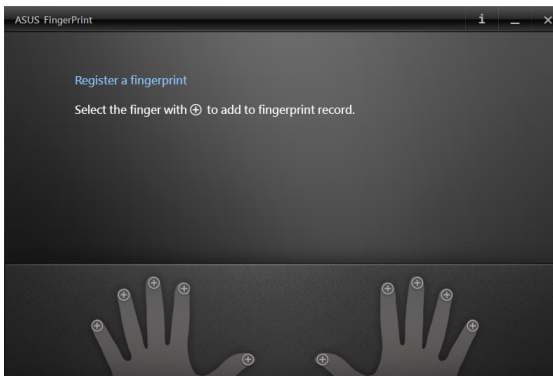 ASUS FingerPrint
Register a fingerprint
Select the finger with ⊕ to add to fingerprint record.